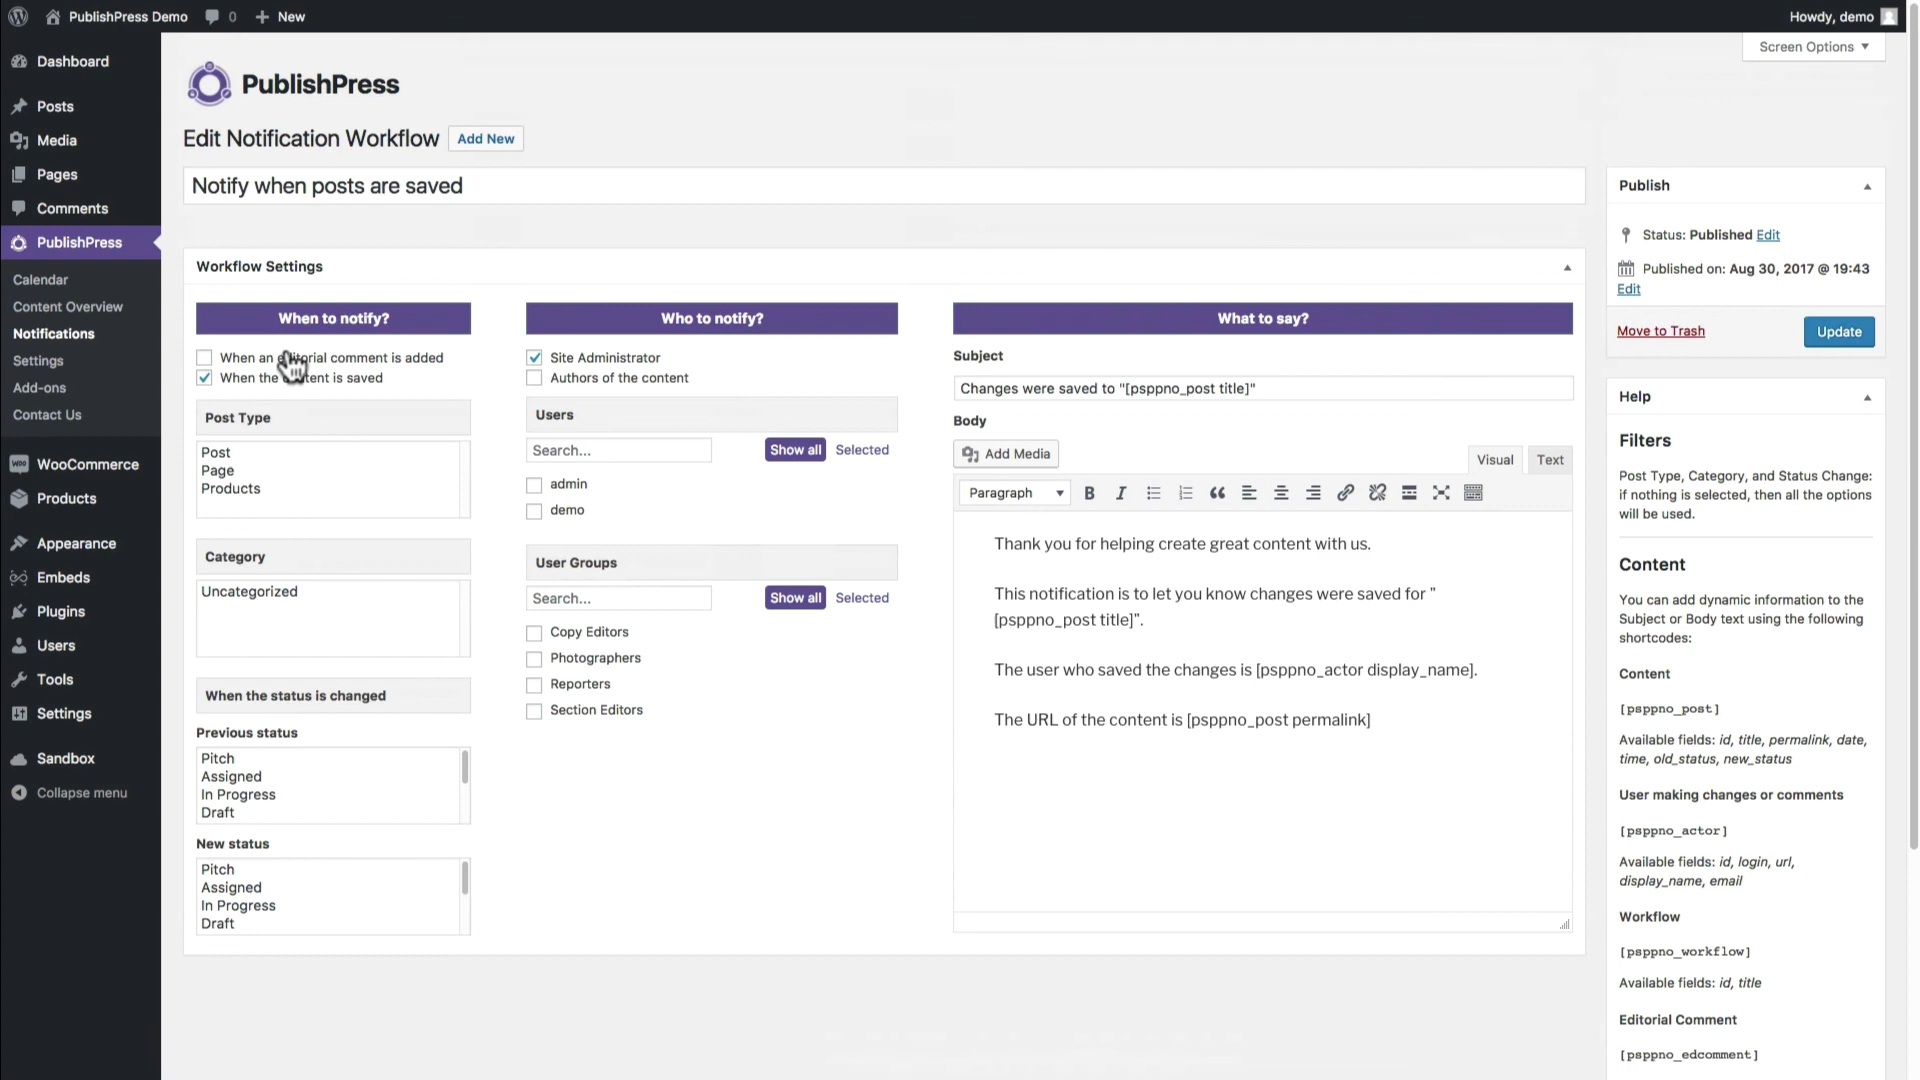 PublishPress Demo 0 New Howdy, demo
Screen Options
Dashboard
Posts
Media
Pages
Comments
PublishPress
Calendar
Content Overview
Notifications
Settings
Add-ons
Contact Us
WooCommerce
Products
Appearance
Embeds
Plugins
Users
Tools
Settings
Sandbox
Collapse menu
PublishPress
Edit Notification Workflow Add New
Notify when posts are saved
Workflow Settings
When to notify?
When an editorial comment is added
When the content is saved
Post Type
Post
Page
Products
Category
Uncategorized
When the status is changed
Previous status
Pitch
Assigned
In Progress
Draft
New status
Pitch
Assigned
In Progress
Draft
Who to notify?
Site Administrator
Authors of the content
Users
Search... Show all Selected
admin
demo
User Groups
Search... Show all Selected
Copy Editors
Photographers
Reporters
Section Editors
What to say?
Subject
Changes were saved to "[psppno_post title]"
Body
Add Media
Visual Text
Paragraph B I
Thank you for helping create great content with us.
This notification is to let you know changes were saved for "
[psppno_post title]".
The user who saved the changes is [psppno_actor display_name].
The URL of the content is [psppno_post permalink]
Publish
Status: Published Edit
Published on: Aug 30, 2017 @ 19:43
Edit
Move to Trash Update
Help
Filters
Post Type, Category, and Status Change:
if nothing is selected, then all the options
will be used.
Content
You can add dynamic information to the
Subject or Body text using the following
shortcodes:
Content
[psppno_post]
Available fields: id, title, permalink, date,
time, old_status, new_status
User making changes or comments
[psppno_actor]
Available fields: id, login, url,
display_name, email
Workflow
[psppno_workflow]
Available fields: id, title
Editorial Comment
[psppno_edcomment]